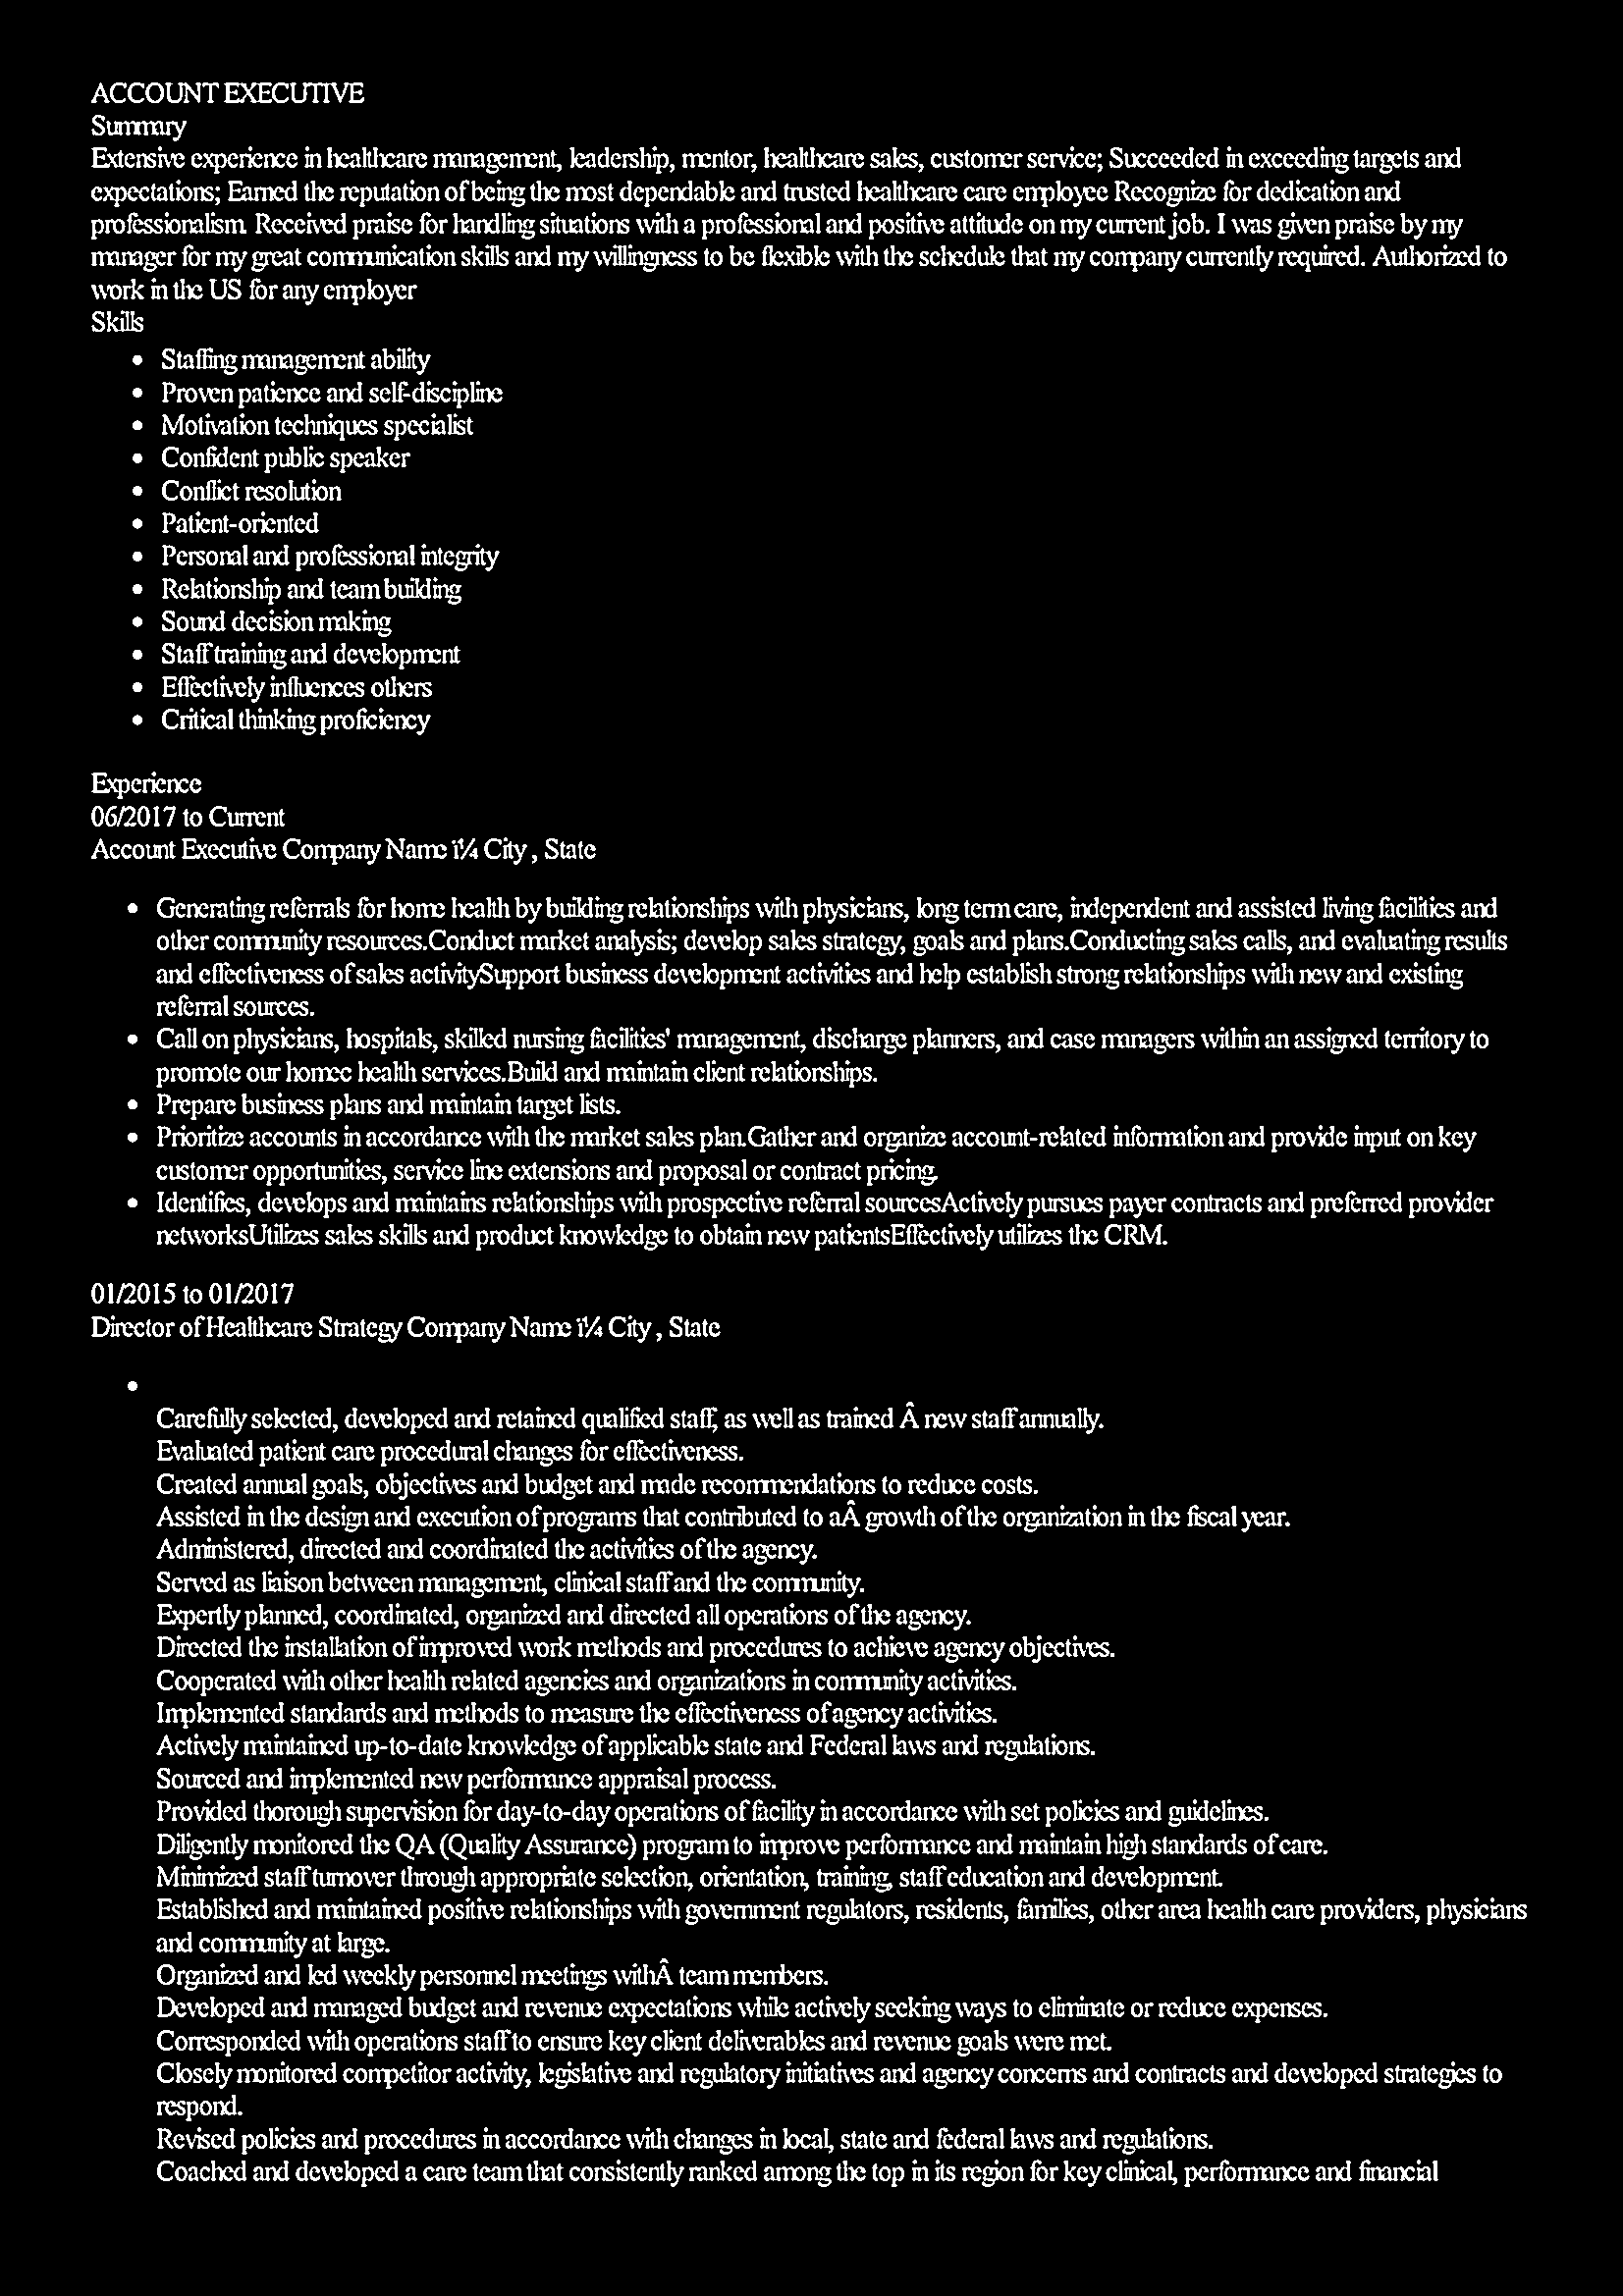 ACCOUNT EXECUTIVE
Summary
Extensive experience in healthcare management, leadership, mentor, healthcare sales, customer service; Succeeded in exceeding targets and
expectations; Earned the reputation of being the most dependable and trusted healthcare care employee Recognize for dedication and
professionalism. Received praise for handling situations with a professional and positive attitude on my current job. I was given praise by my
manager for my great communication skills and my willingness to be flexible with the schedule that my company currently required. Authorized to
work in the US for any employer
Skills
• Staffing management ability
• Proven patience and self-discipline
• Motivation techniques specialist
• Confident public speaker
• Conflict resolution
• Patient-oriented
• Personal and professional integrity
• Relationship and team building
• Sound decision making
• Staff training and development
• Effectively influences others
• Critical thinking proficiency
Experience
06/2017 to Current
Account Executive Company Name ï¼ City , State
• Generating referrals for home health by building relationships with physicians, long term care, independent and assisted living facilities and
other community resources.Conduct market analysis; develop sales strategy, goals and plans.Conducting sales calls, and evaluating results
and effectiveness of sales activitySupport business development activities and help establish strong relationships with new and existing
referral sources.
• Call on physicians, hospitals, skilled nursing facilities' management, discharge planners, and case managers within an assigned territory to
promote our homec health services.Build and maintain client relationships.
• Prepare business plans and maintain target lists.
• Prioritize accounts in accordance with the market sales plan.Gather and organize account-related information and provide input on key
customer opportunities, service line extensions and proposal or contract pricing.
• Identifies, develops and maintains relationships with prospective referral sourcesActively pursues payer contracts and preferred provider
networksUtilizes sales skills and product knowledge to obtain new patientsEffectively utilizes the CRM.
01/2015 to 01/2017
Director of Healthcare Strategy Company Name ï¼ City , State
•
Carefully selected, developed and retained qualified staff, as well as trained Â new staff annually.
Evaluated patient care procedural changes for effectiveness.
Created annual goals, objectives and budget and made recommendations to reduce costs.
Assisted in the design and execution of programs that contributed to aÂ growth of the organization in the fiscal year.
Administered, directed and coordinated the activities of the agency.
Served as liaison between management, clinical staff and the community.
Expertly planned, coordinated, organized and directed all operations of the agency.
Directed the installation of improved work methods and procedures to achieve agency objectives.
Cooperated with other health related agencies and organizations in community activities.
Implemented standards and methods to measure the effectiveness of agency activities.
Actively maintained up-to-date knowledge of applicable state and Federal laws and regulations.
Sourced and implemented new performance appraisal process.
Provided thorough supervision for day-to-day operations of facility in accordance with set policies and guidelines.
Diligently monitored the QA (Quality Assurance) program to improve performance and maintain high standards of care.
Minimized staff turnover through appropriate selection, orientation, training, staff education and development.
Established and maintained positive relationships with government regulators, residents, families, other area health care providers, physicians
and community at large.
Organized and led weekly personnel meetings withÂ team members.
Developed and managed budget and revenue expectations while actively seeking ways to eliminate or reduce expenses.
Corresponded with operations staff to ensure key client deliverables and revenue goals were met.
Closely monitored competitor activity, legislative and regulatory initiatives and agency concerns and contracts and developed strategies to
respond.
Revised policies and procedures in accordance with changes in local, state and federal laws and regulations.
Coached and developed a care team that consistently ranked among the top in its region for key clinical, performance and financial